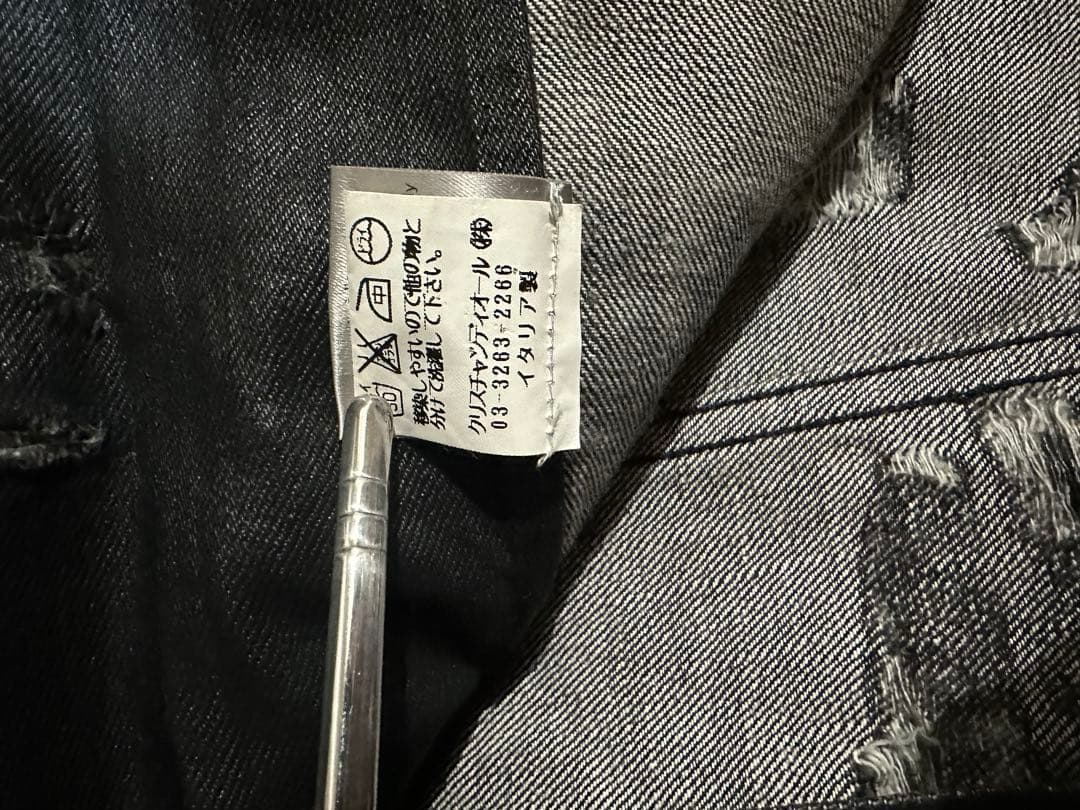 移染しやすいので他の物と
分けて洗濯して下さい。
クリスチャンディオール㈱
03-3263-2266
イタリア製
y